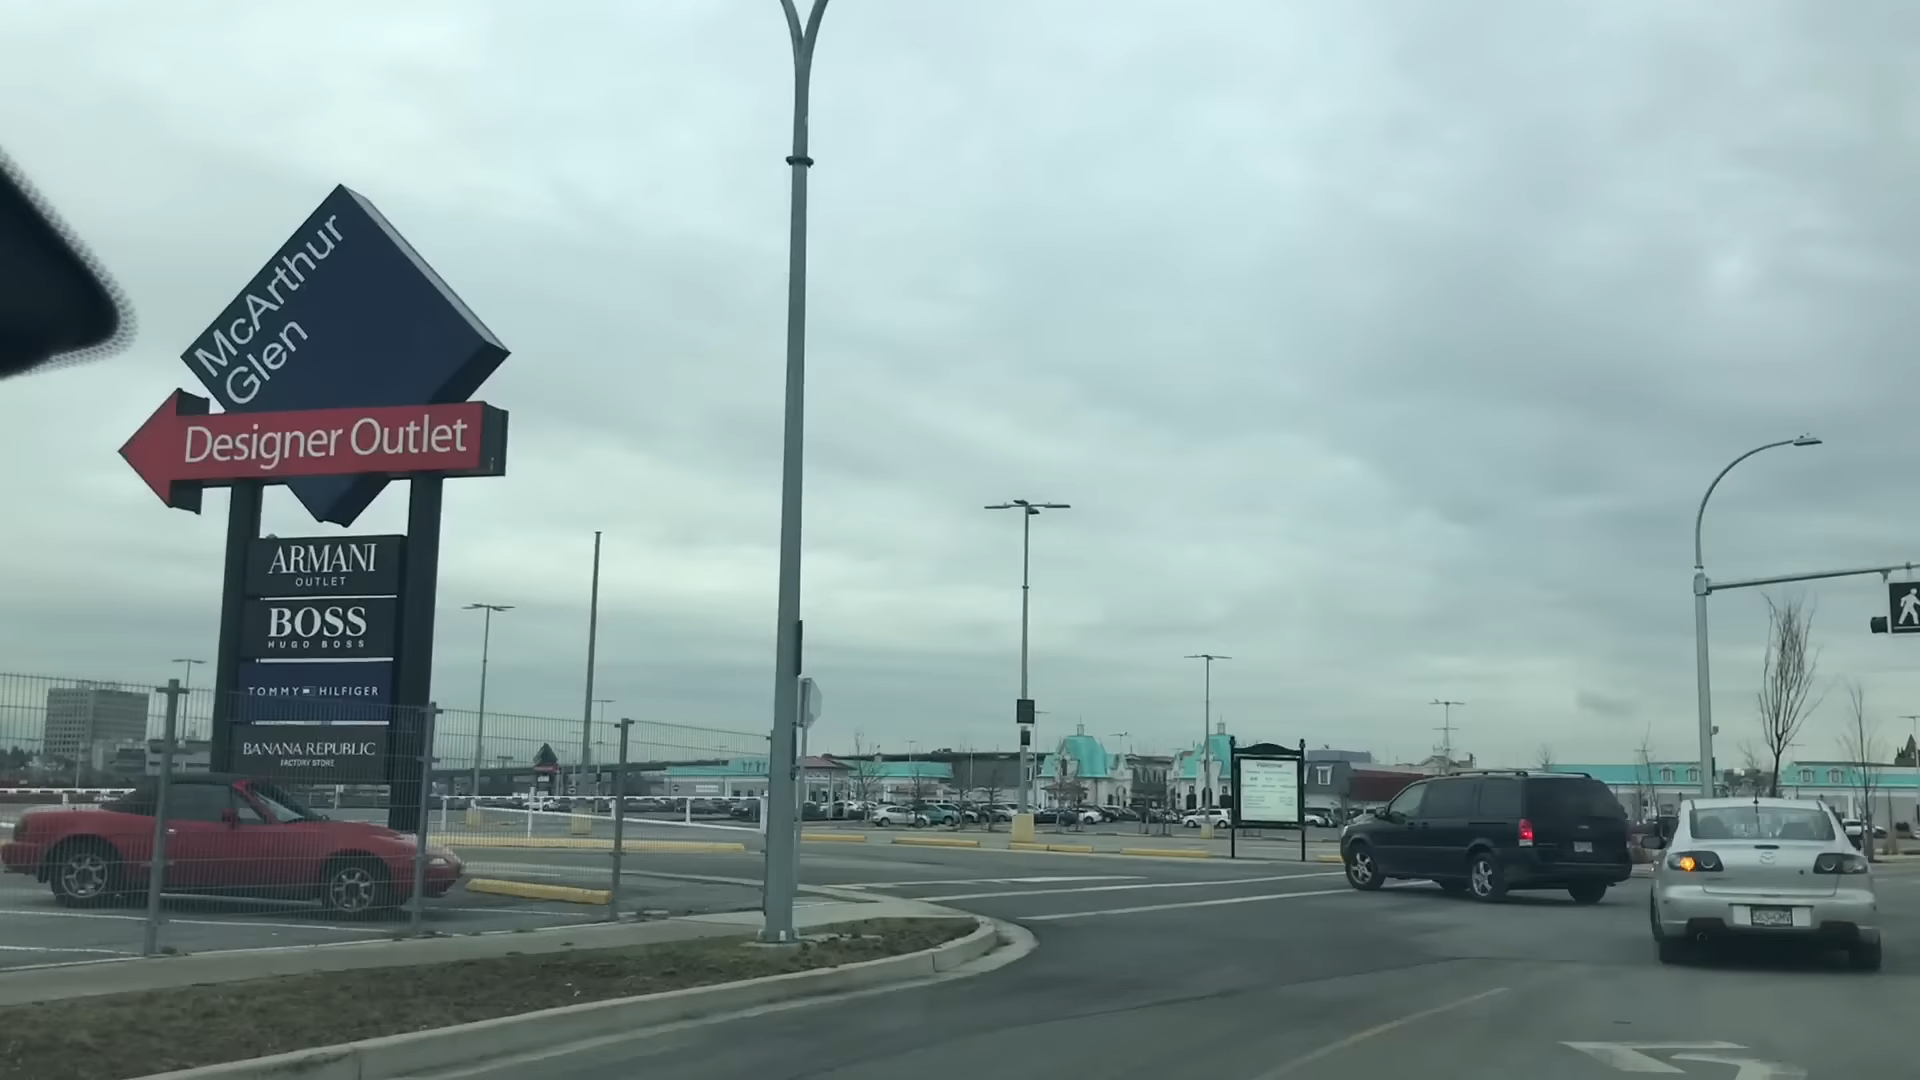 McArthur
Glen
Designer Outlet
ARMANI
OUTLET
BOSS
HUGO BOSS
TOMMY HILFIGER
BANANA REPUBLIC
FACTORY STORE